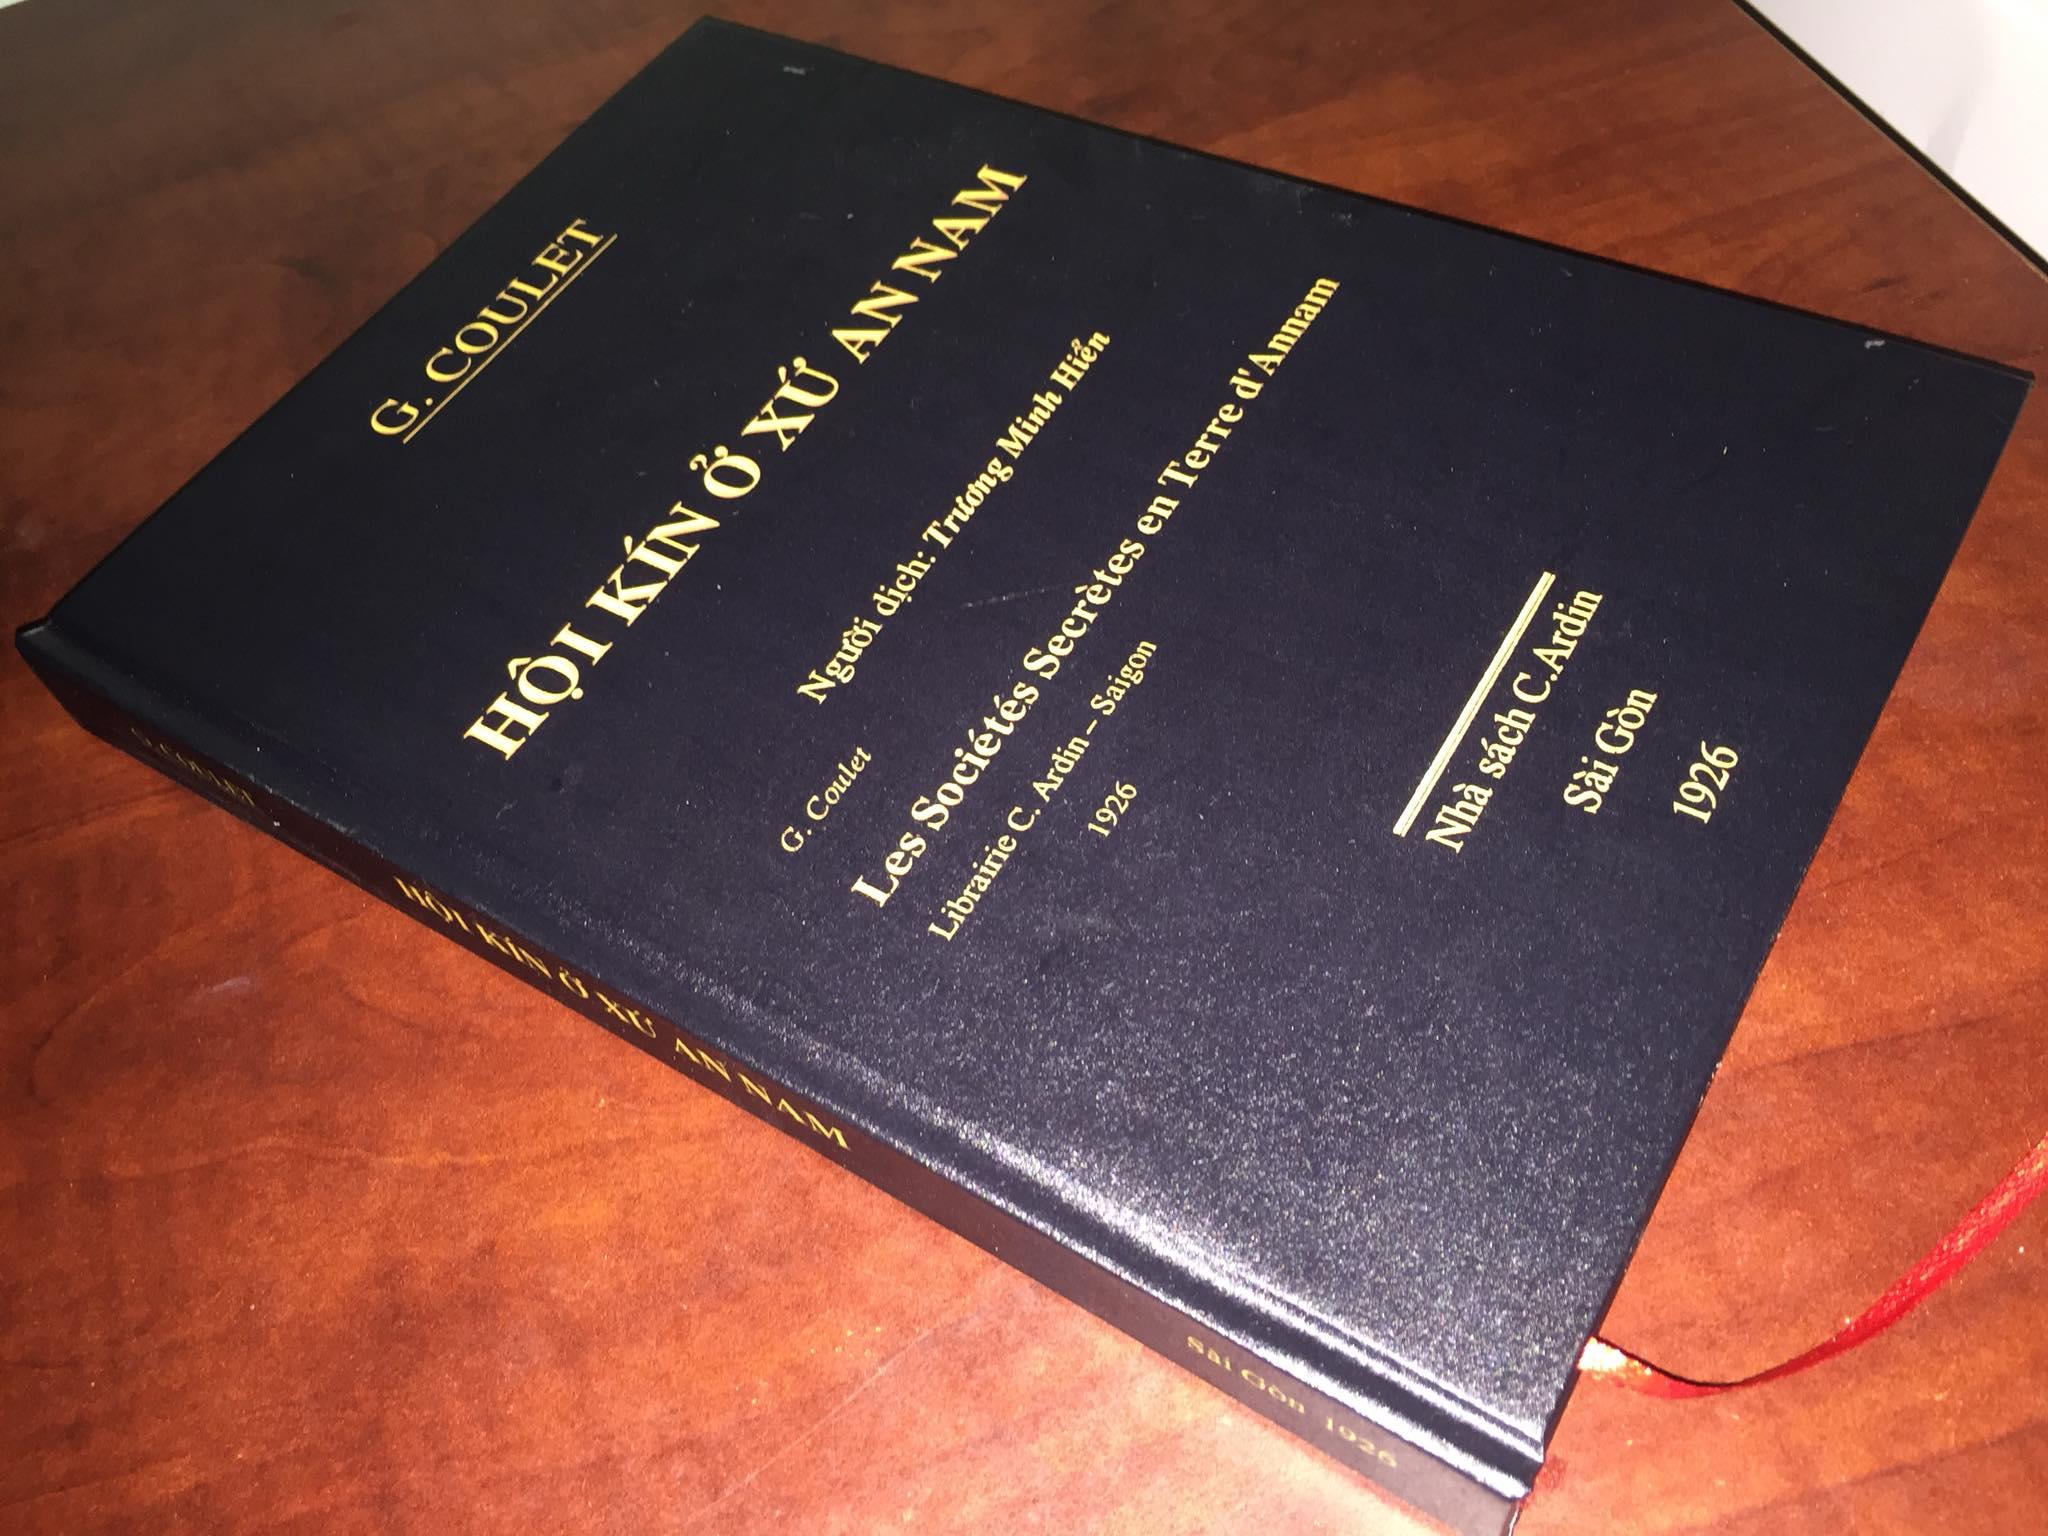 G. COULET
HỘI KÍN Ở XỨ AN NAM
Người dịch: Trương Minh Hiển
G. Coulet
Les Sociétés Secrètes en Terre d'Annam
Librairie C. Ardin – Saigon
1926
Nhà sách C.Ardin
Sài Gòn
1926
G. COULET
HỘI KÍN Ở XỨ AN NAM
Sài Gòn 1926